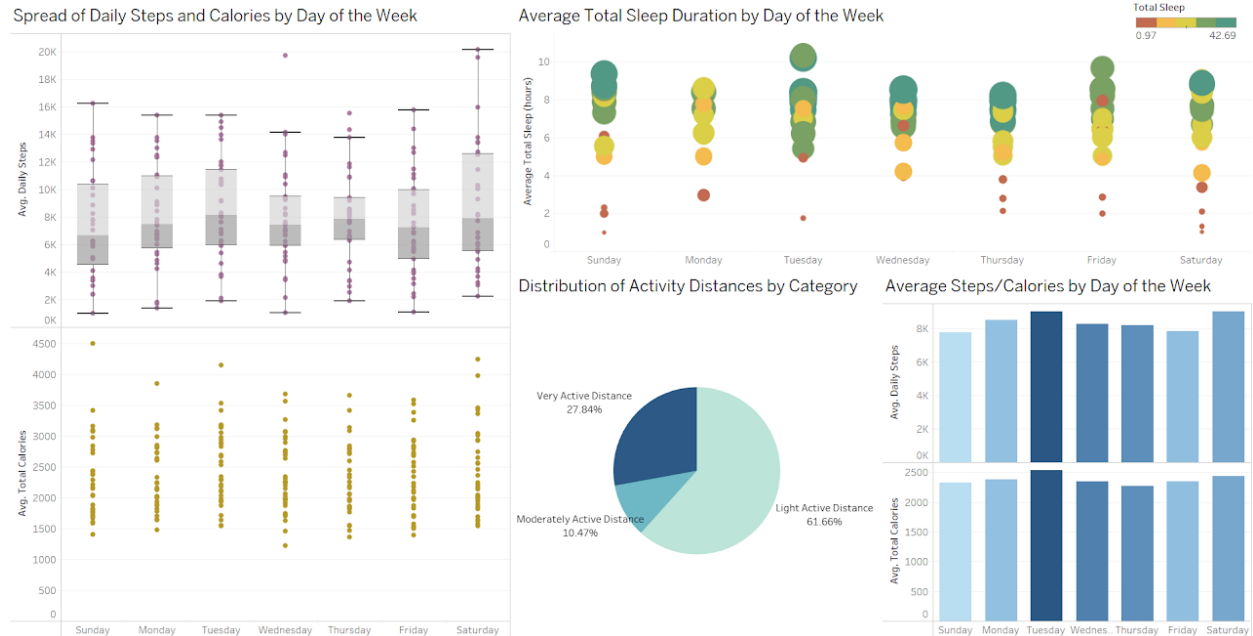 Spread of Daily Steps and Calories by Day of the Week
Avg. Daily Steps
20K
18K
16K
14K
12K
10K
8K
6K
4K
2K
0K
Avg. Total Calories
4500
4000
3500
3000
2500
2000
1500
1000
500
0
Sunday Monday Tuesday Wednesday Thursday Friday Saturday
Average Total Sleep Duration by Day of the Week
Total Sleep
0.97 42.69
Average Total Sleep (hours)
10
8
6
4
2
0
Sunday Monday Tuesday Wednesday Thursday Friday Saturday
Distribution of Activity Distances by Category
Very Active Distance
27.84%
Moderately Active Distance
10.47%
Light Active Distance
61.66%
Average Steps/Calories by Day of the Week
Avg. Daily Steps
8K
6K
4K
2K
0K
Avg. Total Calories
2500
2000
1500
1000
500
0
Sunday Monday Tuesday Wednes... Thursday Friday Saturday